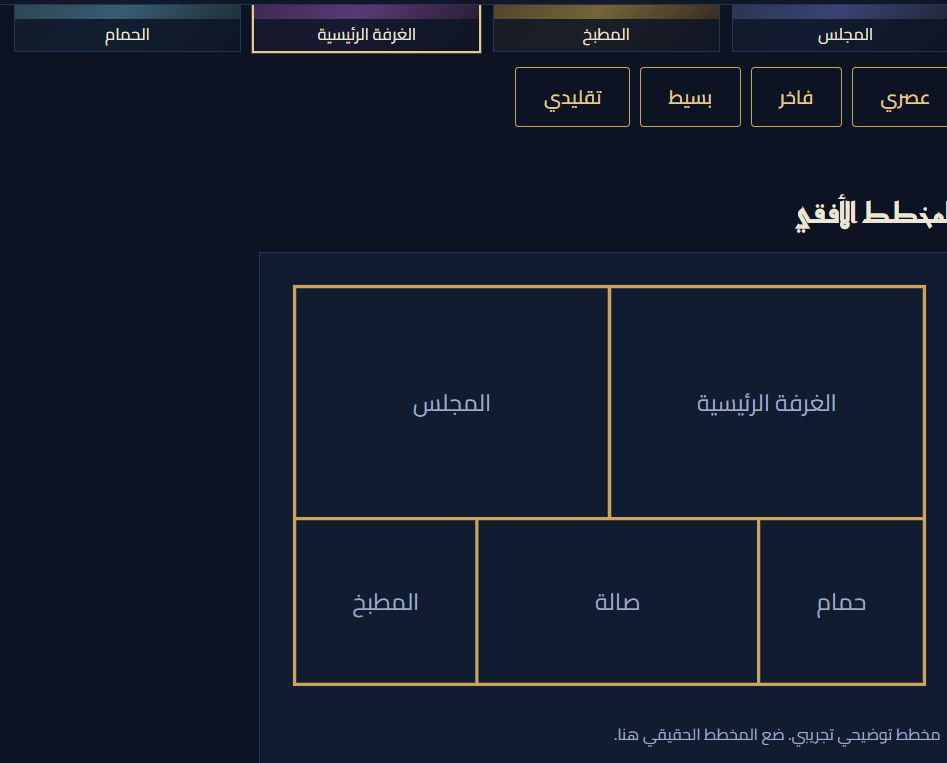 المجلس المطبخ الغرفة الرئيسية الحمام
عصري فاخر بسيط تقليدي
المخطط الأفقي
الغرفة الرئيسية المجلس
حمام صالة المطبخ
مخطط توضيحي تجريبي. ضع المخطط الحقيقي هنا.